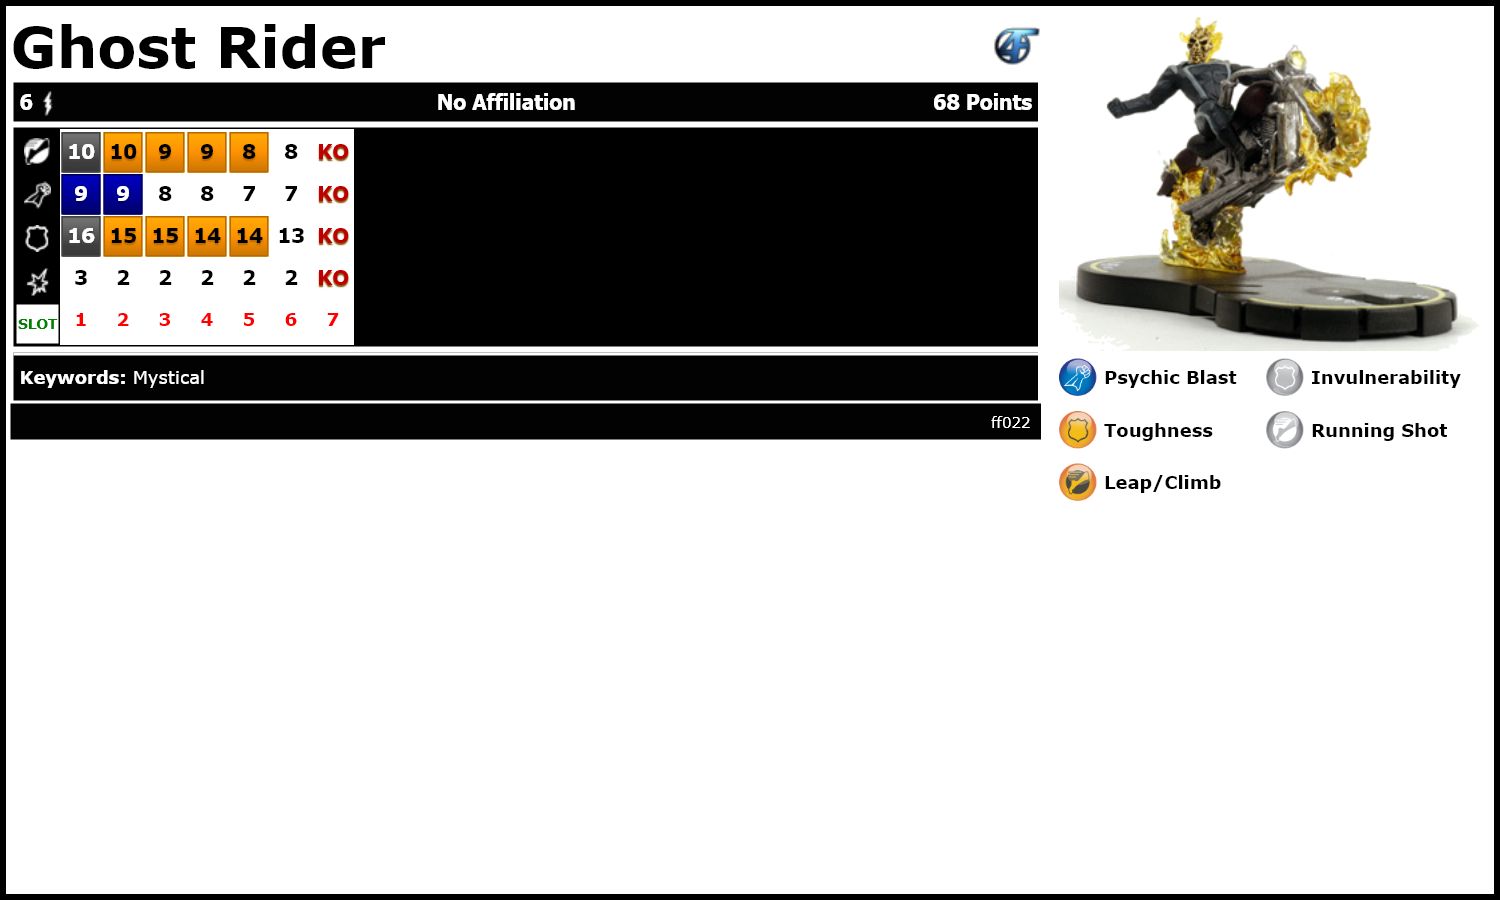 Ghost Rider
6 No Affiliation 68 Points
10 10 9 9 8 8 KO
9 9 8 8 7 7 KO
16 15 15 14 14 13 KO
3 2 2 2 2 2 KO
SLOT 1 2 3 4 5 6 7
Keywords: Mystical
ff022
Psychic Blast Invulnerability
Toughness Running Shot
Leap/Climb